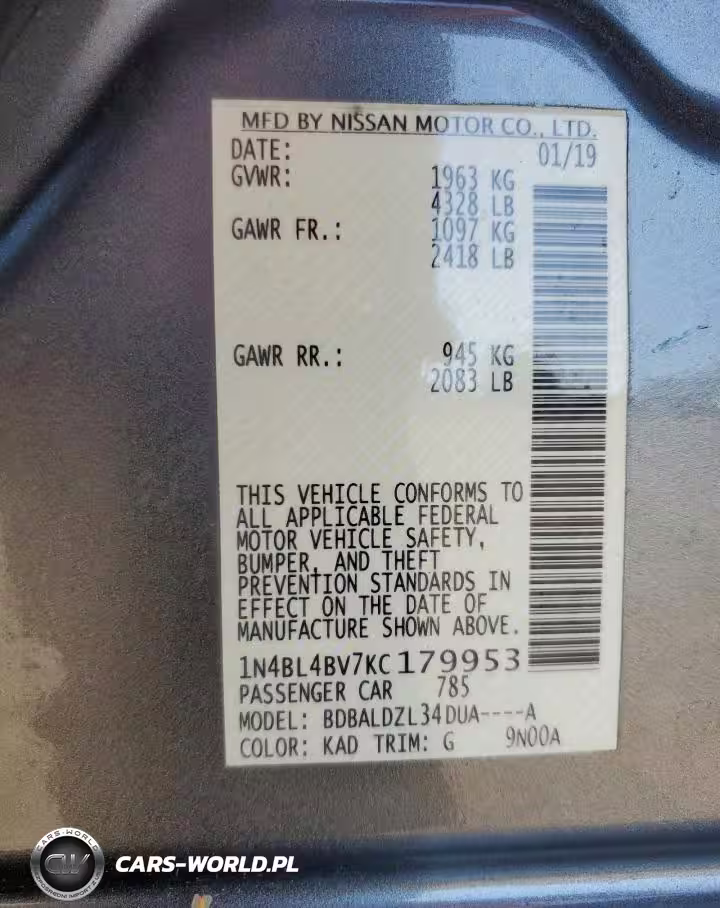 MFD BY NISSAN MOTOR CO., LTD.
DATE: 01/19
GVWR: 1963 KG
4328 LB
GAWR FR.: 1097 KG
2418 LB
GAWR RR.: 945 KG
2083 LB
THIS VEHICLE CONFORMS TO
ALL APPLICABLE FEDERAL
MOTOR VEHICLE SAFETY,
BUMPER, AND THEFT
PREVENTION STANDARDS IN
EFFECT ON THE DATE OF
MANUFACTURE SHOWN ABOVE.
1N4BL4BV7KC179953
PASSENGER CAR 785
MODEL: BDBALDZL34DUA----A
COLOR: KAD TRIM: G 9N00A
CARS-WORLD
CW
CARS-WORLD.PL